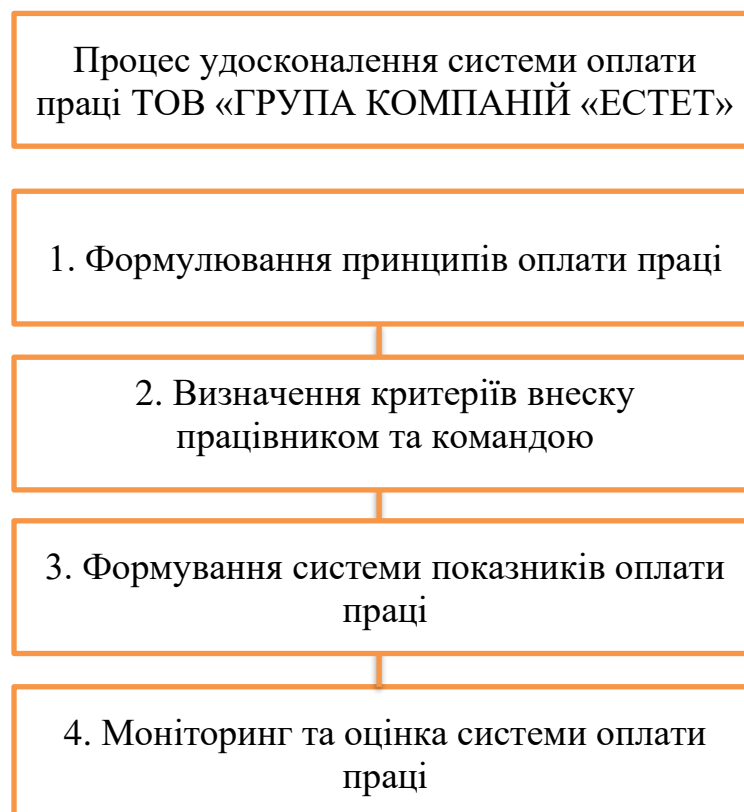 Процес удосконалення системи оплати
праці ТОВ «ГРУПА КОМПАНІЙ «ЕСТЕТ»
1. Формулювання принципів оплати праці
2. Визначення критеріїв внеску
працівником та командою
3. Формування системи показників оплати
праці
4. Моніторинг та оцінка системи оплати
праці